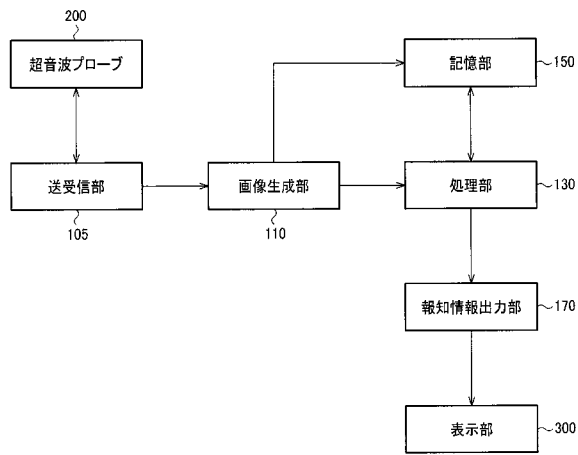 200
超音波プローブ
記憶部
150
送受信部
105
画像生成部
110
処理部
130
報知情報出力部
170
表示部
300